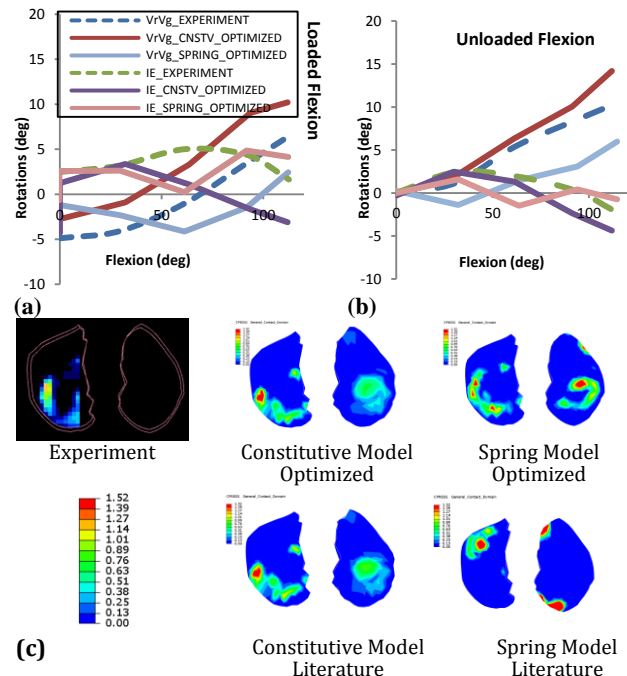 20
15
10
5
0
-5
-10
Rotations (deg)
VrVg_EXPERIMENT
VrVg_CNSTV_OPTIMIZED
VrVg_SPRING_OPTIMIZED
IE_EXPERIMENT
IE_CNSTV_OPTIMIZED
IE_SPRING_OPTIMIZED
0
50
100
Flexion (deg)
Loaded Flexion
(a)
20
15
10
5
0
-5
-10
Rotations (deg)
Unloaded Flexion
0
50
100
Flexion (deg)
(b)
Experiment
Constitutive Model
Optimized
Spring Model
Optimized
1.52
1.39
1.27
1.14
1.01
0.89
0.76
0.63
0.51
0.38
0.25
0.13
0.00
(c)
Constitutive Model
Literature
Spring Model
Literature